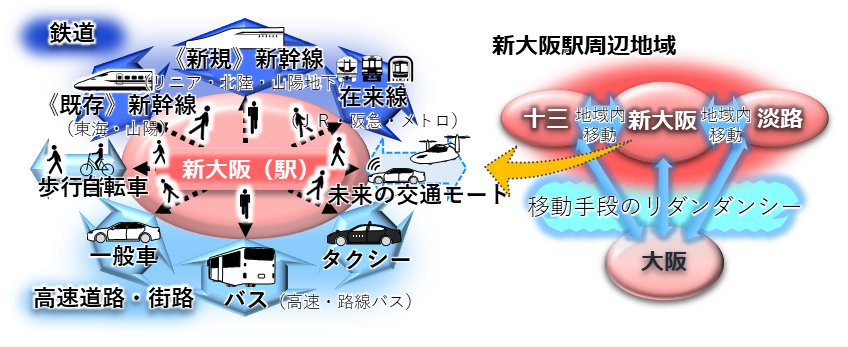 鉄道
《新規》新幹線
(リニア・北陸・山陽地下)
《既存》新幹線
(東海・山陽)
在来線
(JR・阪急・メトロ)
新大阪(駅)
歩行自転車
未来の交通モード
一般車
タクシー
高速道路・街路
バス(高速・路線バス)
新大阪駅周辺地域
十三
地域内
移動
新大阪
地域内
移動
淡路
移動手段のリダンダンシー
大阪